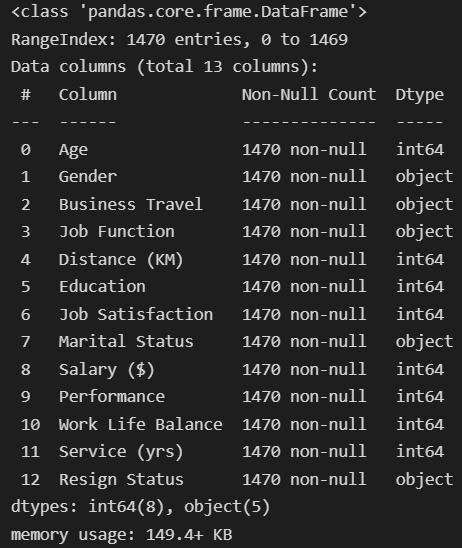 <class 'pandas.core.frame.DataFrame'>
RangeIndex: 1470 entries, 0 to 1469
Data columns (total 13 columns):
 #   Column             Non-Null Count  Dtype
---  ------             --------------  -----
 0   Age                1470 non-null   int64
 1   Gender             1470 non-null   object
 2   Business Travel    1470 non-null   object
 3   Job Function       1470 non-null   object
 4   Distance (KM)      1470 non-null   int64
 5   Education          1470 non-null   int64
 6   Job Satisfaction   1470 non-null   int64
 7   Marital Status     1470 non-null   object
 8   Salary ($)         1470 non-null   int64
 9   Performance        1470 non-null   int64
 10  Work Life Balance  1470 non-null   int64
 11  Service (yrs)      1470 non-null   int64
 12  Resign Status      1470 non-null   object
dtypes: int64(8), object(5)
memory usage: 149.4+ KB